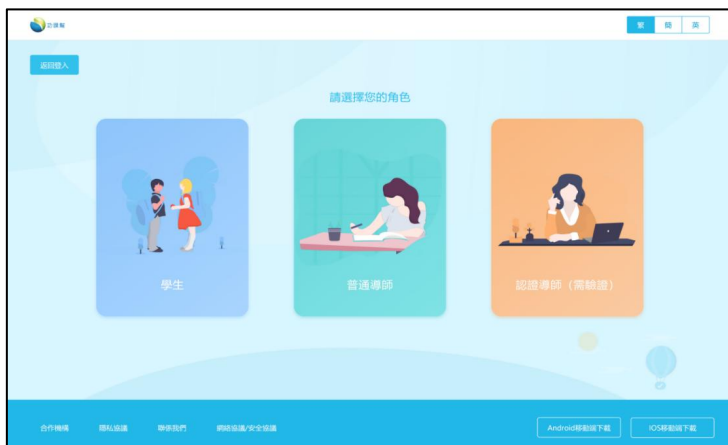 功課幫
繁 簡 英
返回登入
請選擇您的角色
學生
普通導師
認證導師（需驗證）
合作機構 隱私協議 聯係我們 網絡協議/安全協議
Android移動端下載 IOS移動端下載